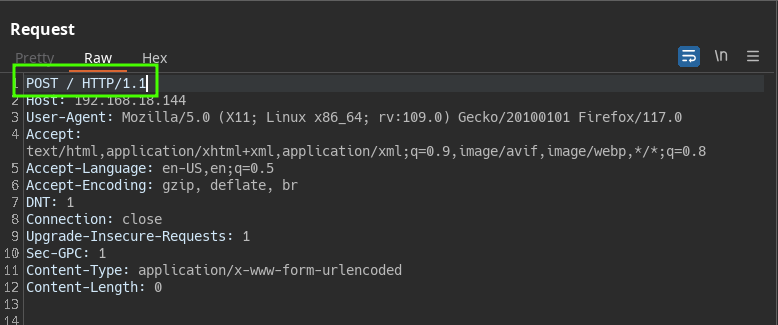 Request
Pretty Raw Hex
\n
1 POST / HTTP/1.1
2 Host: 192.168.18.144
3 User-Agent: Mozilla/5.0 (X11; Linux x86_64; rv:109.0) Gecko/20100101 Firefox/117.0
4 Accept:
text/html,application/xhtml+xml,application/xml;q=0.9,image/avif,image/webp,*/*;q=0.8
5 Accept-Language: en-US,en;q=0.5
6 Accept-Encoding: gzip, deflate, br
7 DNT: 1
8 Connection: close
9 Upgrade-Insecure-Requests: 1
10 Sec-GPC: 1
11 Content-Type: application/x-www-form-urlencoded
12 Content-Length: 0
13
14